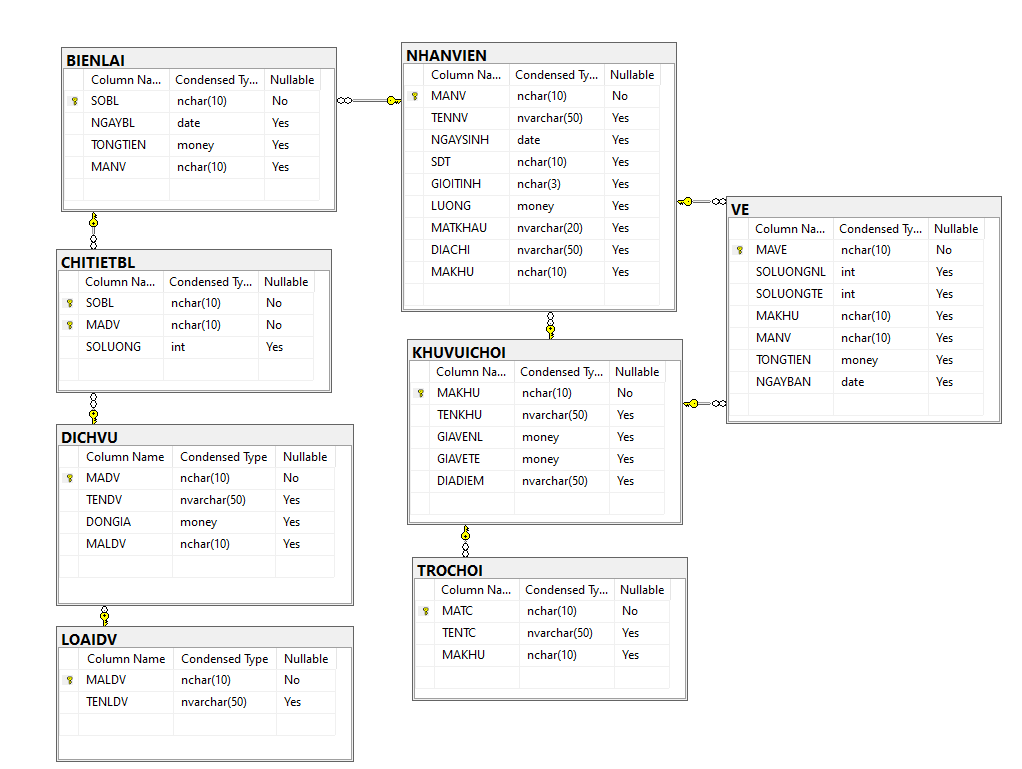 BIENLAI
Column Na... Condensed Ty... Nullable
SOBL nchar(10) No
NGAYBL date Yes
TONGTIEN money Yes
MANV nchar(10) Yes
NHANVIEN
Column Na... Condensed Ty... Nullable
MANV nchar(10) No
TENNV nvarchar(50) Yes
NGAYSINH date Yes
SDT nchar(10) Yes
GIOITINH nchar(3) Yes
LUONG money Yes
MATKHAU nvarchar(20) Yes
DIACHI nvarchar(50) Yes
MAKHU nchar(10) Yes
VE
Column Na... Condensed Ty... Nullable
MAVE nchar(10) No
SOLUONGNL int Yes
SOLUONGTE int Yes
MAKHU nchar(10) Yes
MANV nchar(10) Yes
TONGTIEN money Yes
NGAYBAN date Yes
CHITIETBL
Column Na... Condensed Ty... Nullable
SOBL nchar(10) No
MADV nchar(10) No
SOLUONG int Yes
KHUVUICHOI
Column Na... Condensed Ty... Nullable
MAKHU nchar(10) No
TENKHU nvarchar(50) Yes
GIAVENL money Yes
GIAVETE money Yes
DIADIEM nvarchar(50) Yes
DICHVU
Column Name Condensed Type Nullable
MADV nchar(10) No
TENDV nvarchar(50) Yes
DONGIA money Yes
MALDV nchar(10) Yes
TROCHOI
Column Na... Condensed Ty... Nullable
MATC nchar(10) No
TENTC nvarchar(50) Yes
MAKHU nchar(10) Yes
LOAIDV
Column Name Condensed Type Nullable
MALDV nchar(10) No
TENLDV nvarchar(50) Yes